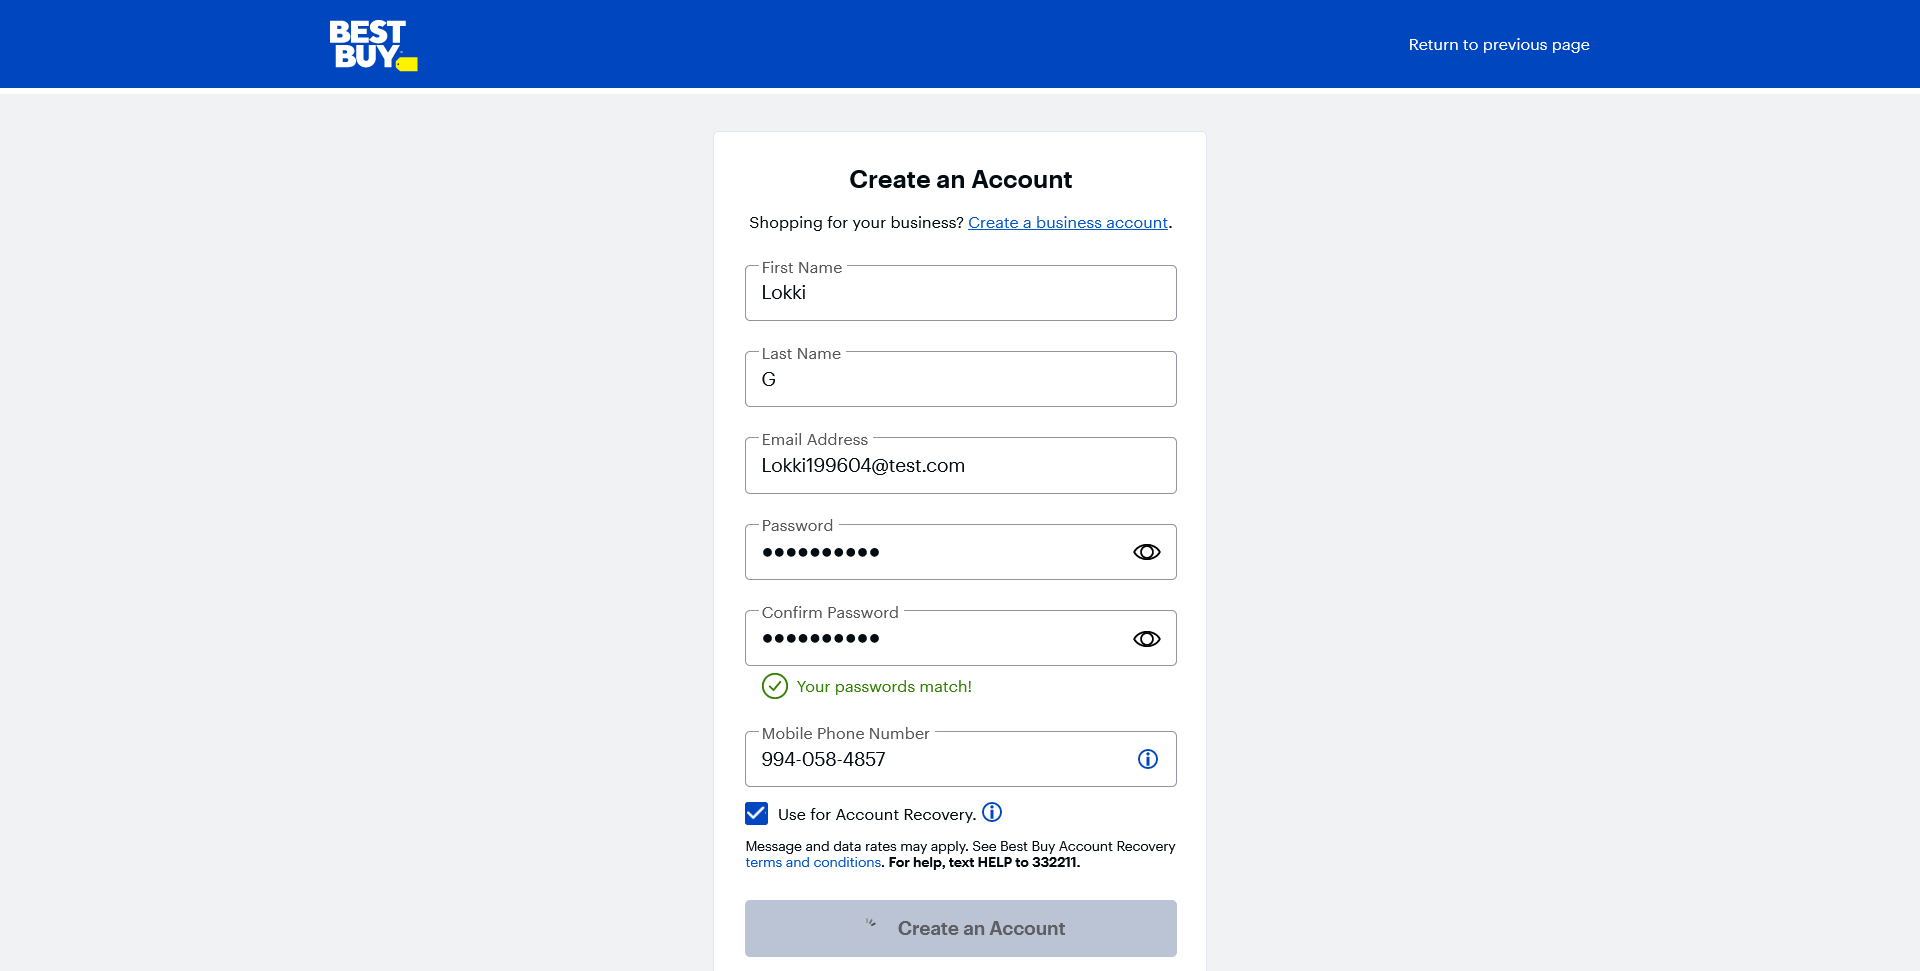 BEST
BUY
Return to previous page
Create an Account
Shopping for your business? Create a business account.
First Name
Lokki
Last Name
G
Email Address
Lokki199604@test.com
Password
●●●●●●●●●●
Confirm Password
●●●●●●●●●●
Your passwords match!
Mobile Phone Number
994-058-4857
Use for Account Recovery.
Message and data rates may apply. See Best Buy Account Recovery
terms and conditions. For help, text HELP to 332211.
Create an Account